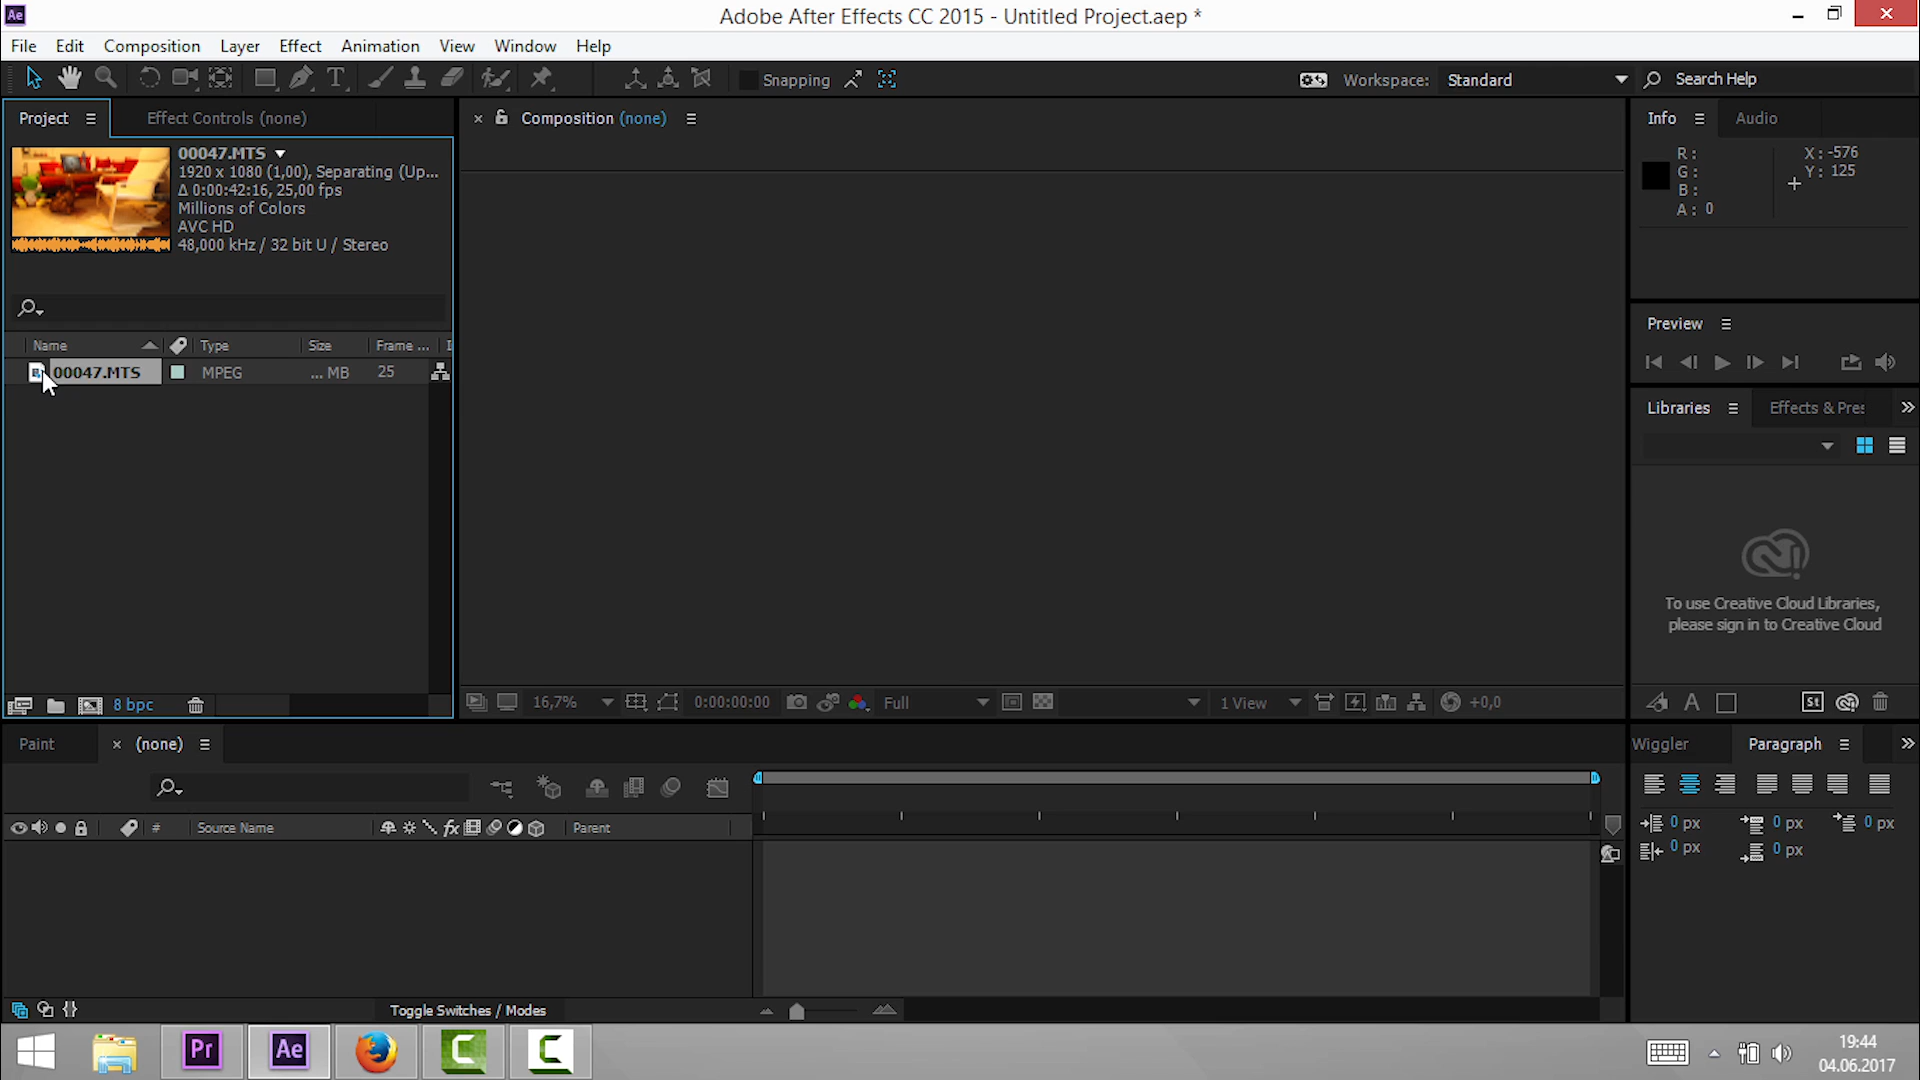 Ae
Adobe After Effects CC 2015 - Untitled Project.aep *
File Edit Composition Layer Effect Animation View Window Help
T Snapping Workspace: Standard Search Help
Project Effect Controls (none)
00047.MTS
1920 x 1080 (1,00), Separating (Up...
Δ 0:00:42:16, 25,00 fps
Millions of Colors
AVC HD
48,000 kHz / 32 bit U / Stereo
Name Type Size Frame ... I
00047.MTS MPEG ... MB 25
8 bpc
Composition (none)
16,7% 0:00:00:00 Full 1 View +0,0
Info Audio
R: X: -576
G: Y: 125
B:
A: 0
Preview
Libraries Effects & Pres
To use Creative Cloud Libraries,
please sign in to Creative Cloud
A St
Paint (none)
# Source Name fx Parent
Toggle Switches / Modes
Wiggler Paragraph
0 px 0 px 0 px
0 px 0 px
Pr Ae C C
19:44
04.06.2017